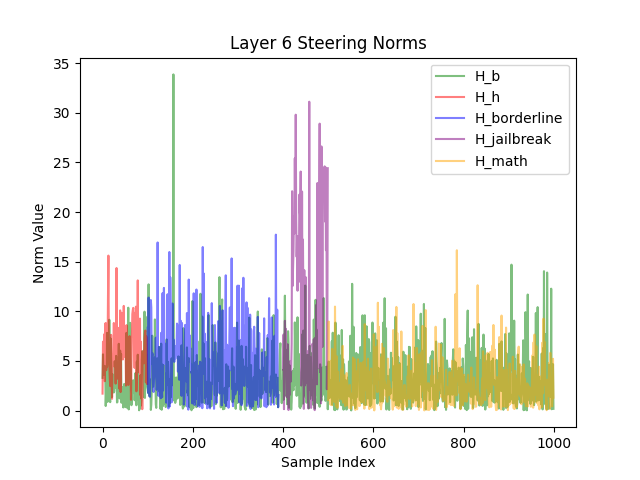 Layer 6 Steering Norms
Norm Value
35
30
25
20
15
10
5
0
H_b
H_h
H_borderline
H_jailbreak
H_math
0 200 400 600 800 1000
Sample Index